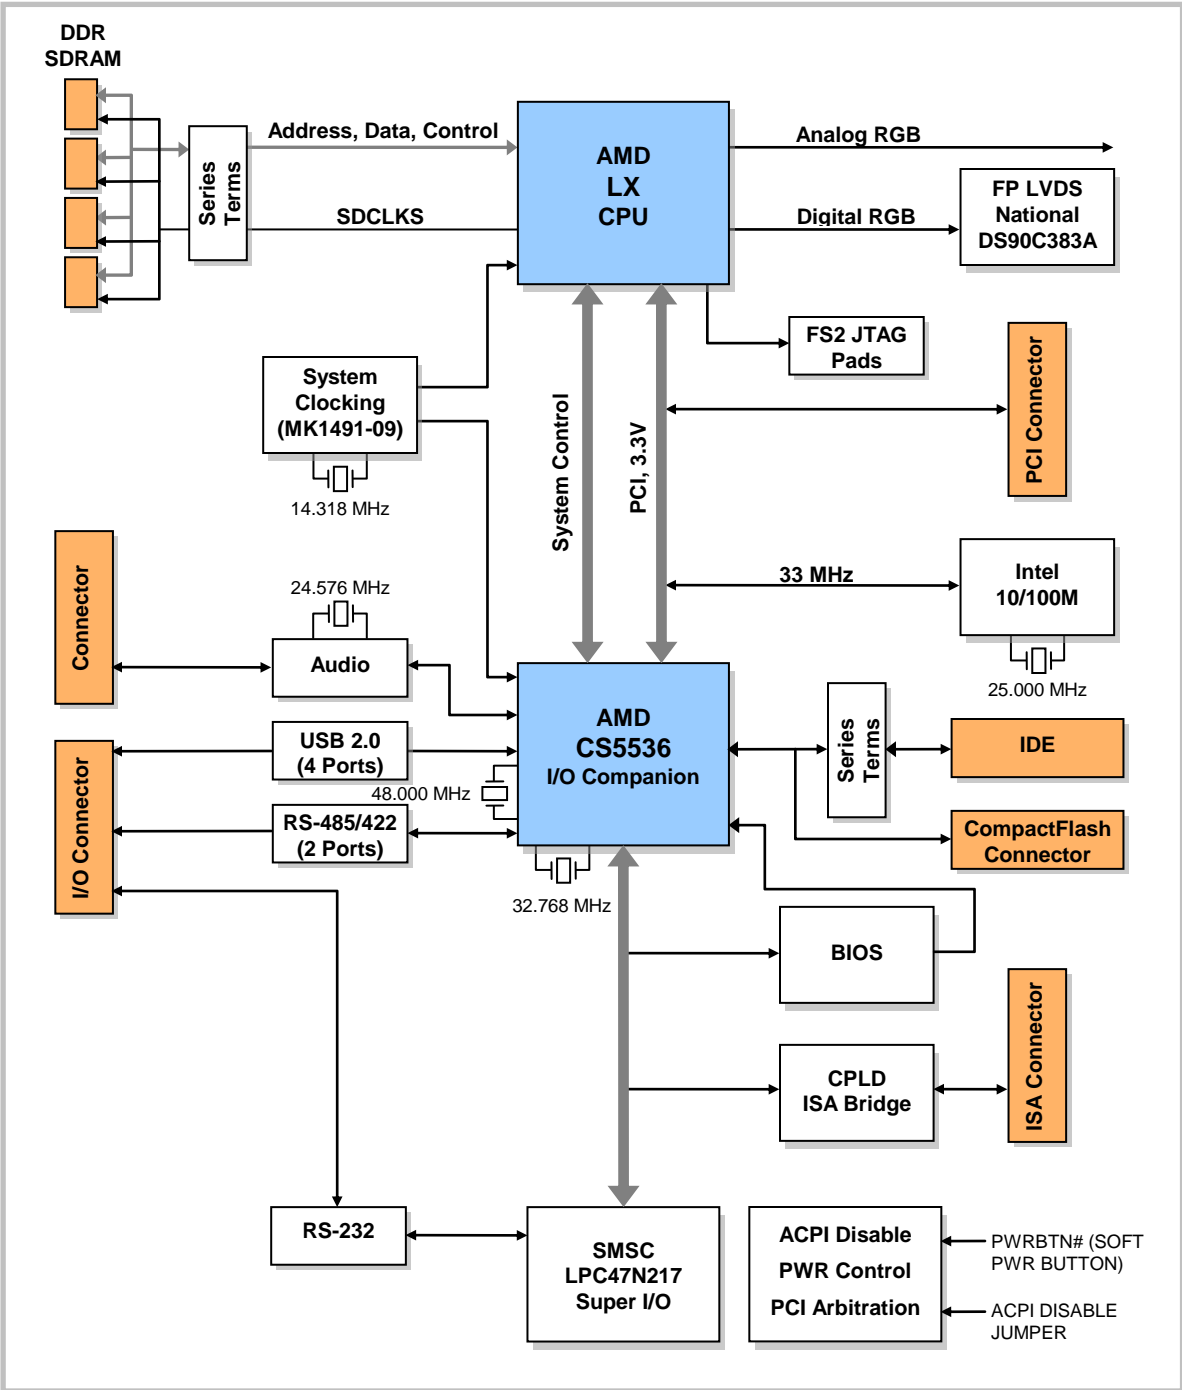 DDR
SDRAM
Address, Data, Control
Series
Terms
SDCLKS
AMD
LX
CPU
Analog RGB
Digital RGB
FP LVDS
National
DS90C383A
FS2 JTAG
Pads
PCI Connector
System
Clocking
(MK1491-09)
14.318 MHz
System Control
PCI, 3.3V
33 MHz
Intel
10/100M
25.000 MHz
Connector
24.576 MHz
Audio
USB 2.0
(4 Ports)
48.000 MHz
RS-485/422
(2 Ports)
I/O Connector
AMD
CS5536
I/O Companion
32.768 MHz
Series
Terms
IDE
CompactFlash
Connector
BIOS
CPLD
ISA Bridge
ISA Connector
RS-232
SMSC
LPC47N217
Super I/O
ACPI Disable
PWR Control
PCI Arbitration
PWRBTN# (SOFT
PWR BUTTON)
ACPI DISABLE
JUMPER